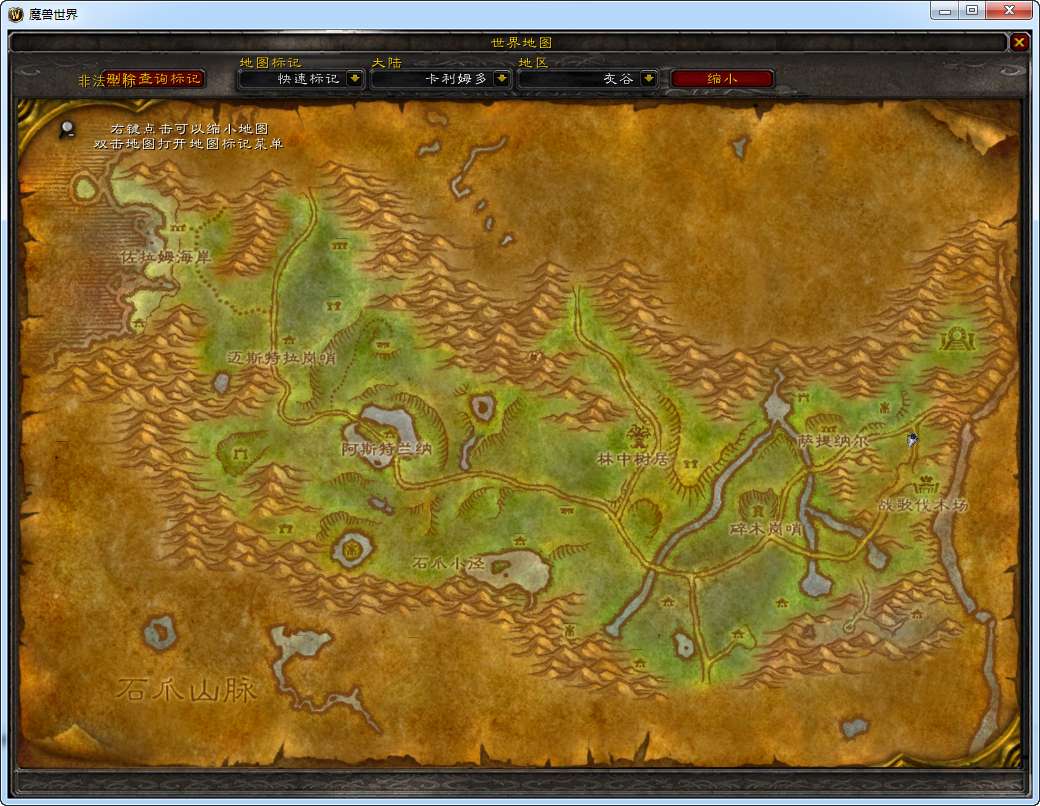 魔兽世界
世界地图
地图标记 大陆 地区
删除查询标记 快速标记 卡利姆多 灰谷 缩小
右键点击可以缩小地图
双击地图打开地图标记菜单
佐拉姆海岸
迈斯特拉岗哨
阿斯特兰纳
萨提纳尔
林中树居
战歌伐木场
碎木岗哨
石爪小径
石爪山脉